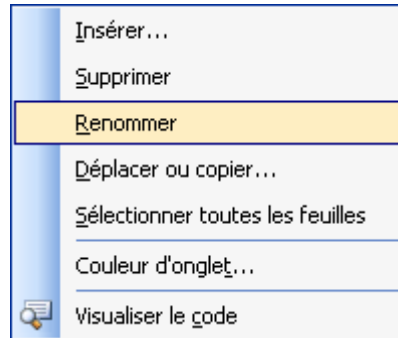 Insérer...
Supprimer
Renommer
Déplacer ou copier...
Sélectionner toutes les feuilles
Couleur d'onglet...
Visualiser le code